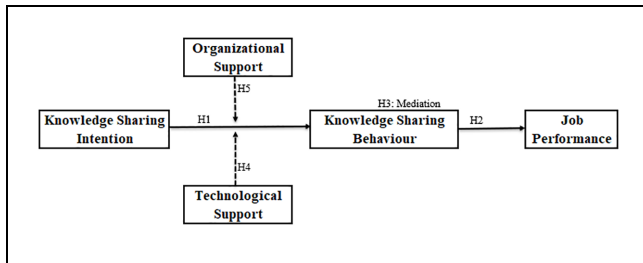 Organizational
Support
H5
H3: Mediation
Knowledge Sharing
Intention
H1
Knowledge Sharing
Behaviour
H2
Job
Performance
H4
Technological
Support